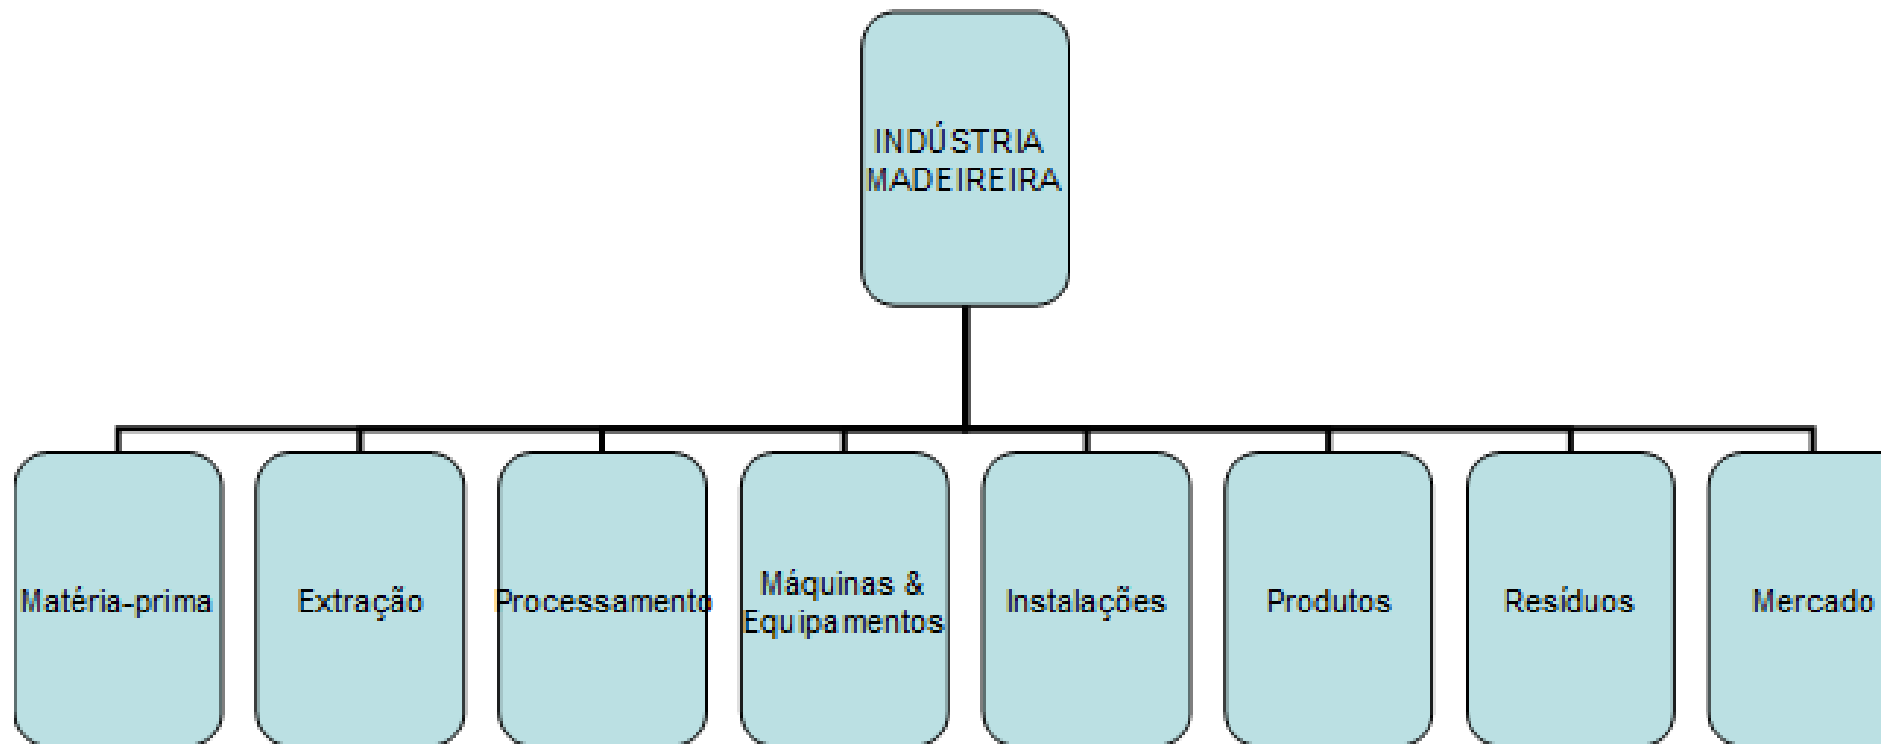 INDÚSTRIA
MADEIREIRA
Matéria-prima
Extração
Processamento
Máquinas &
Equipamentos
Instalações
Produtos
Resíduos
Mercado